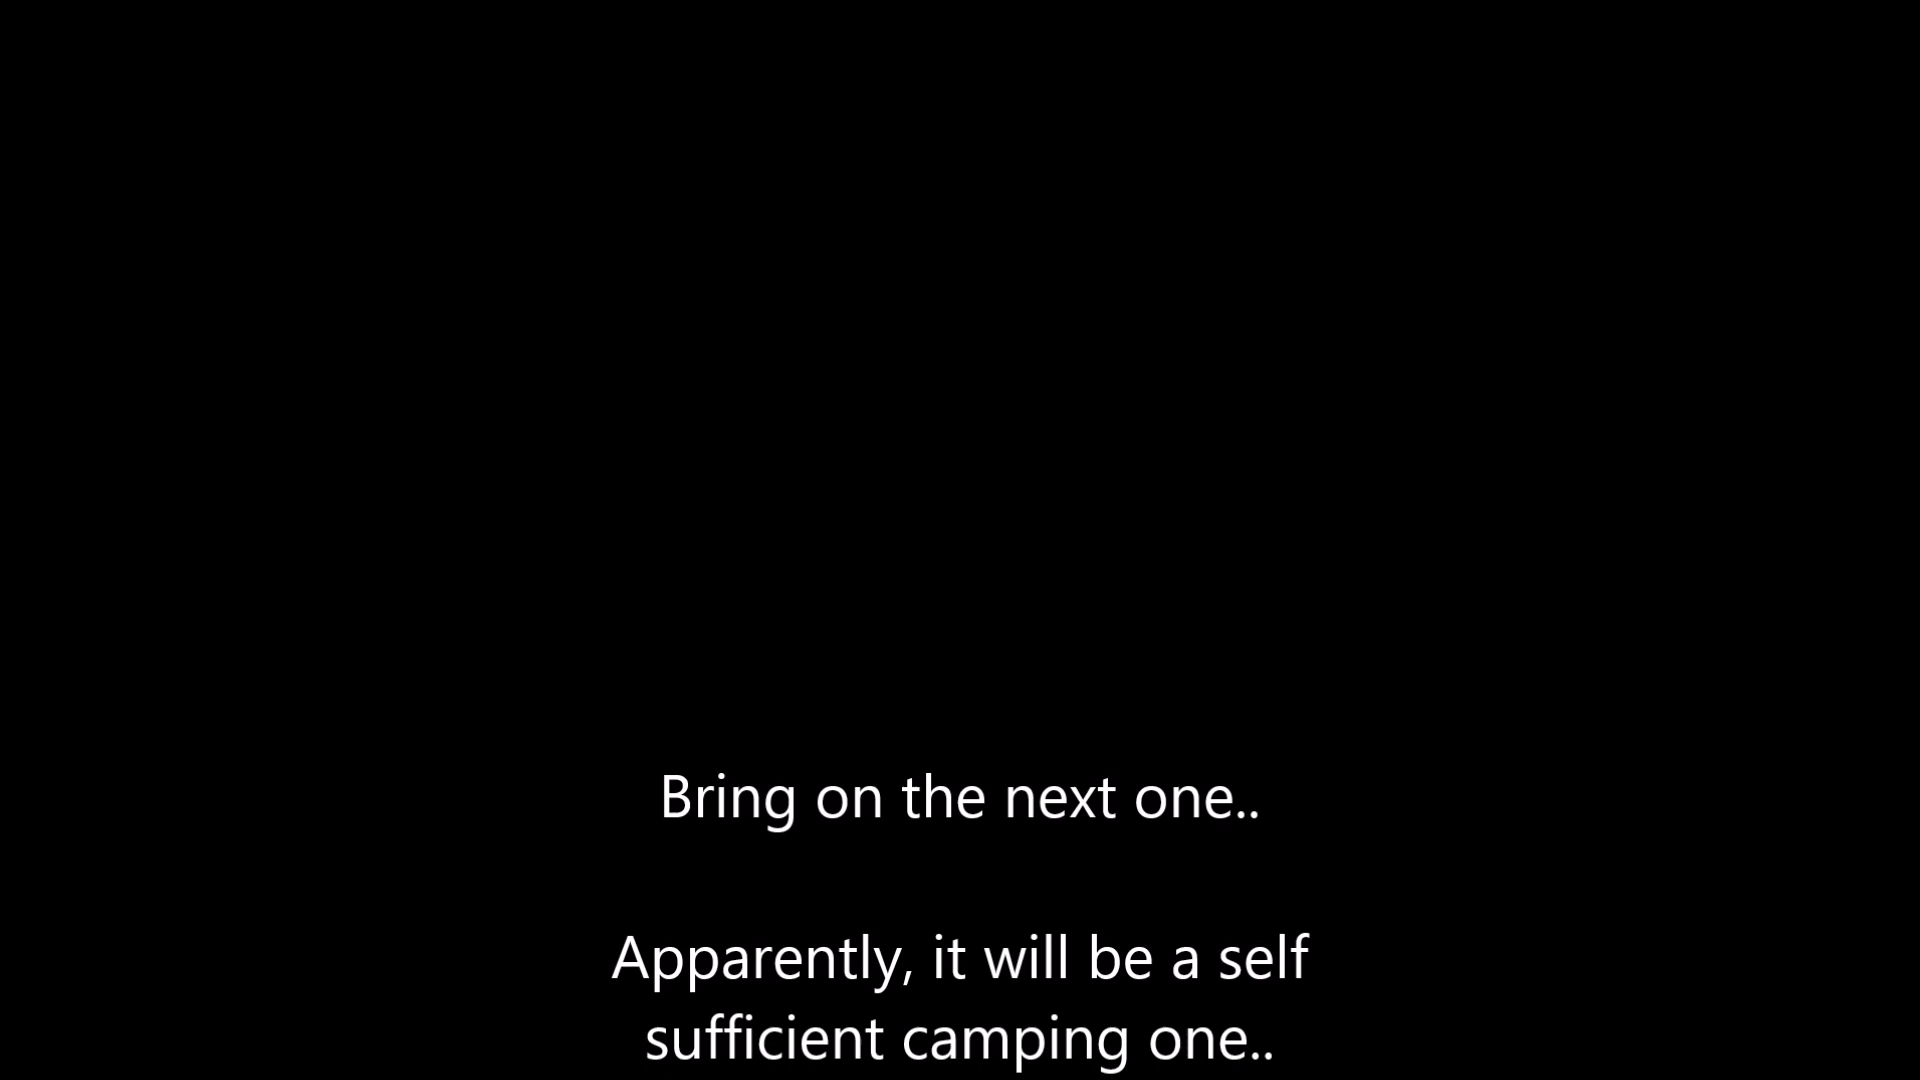 Bring on the next one..
Apparently, it will be a self
sufficient camping one..